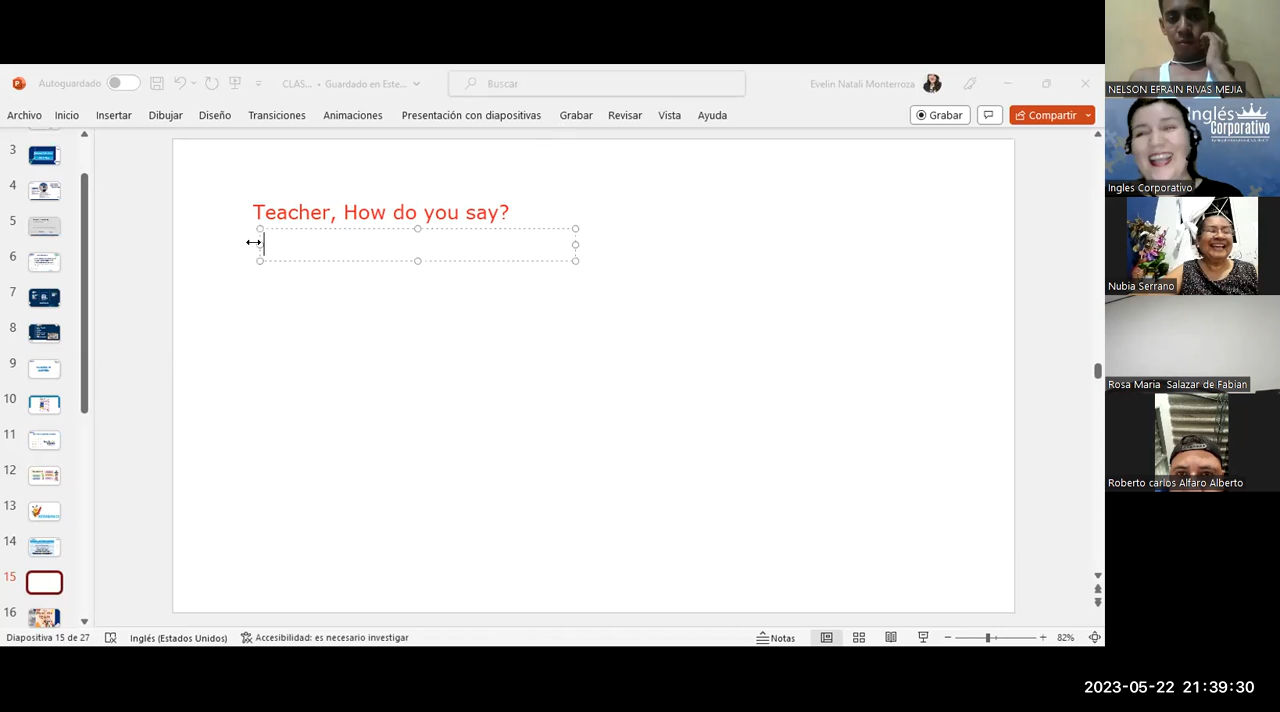 Autoguardado
CLAS... • Guardado en Este...
Buscar
Evelin Natali Monterroza
Archivo Inicio Insertar Dibujar Diseño Transiciones Animaciones Presentación con diapositivas Grabar Revisar Vista Ayuda
Grabar
Compartir
3
4
5
6
7
8
9
10
11
12
13
14
15
16
Teacher, How do you say?
Diapositiva 15 de 27
Inglés (Estados Unidos)
Accesibilidad: es necesario investigar
Notas
82%
NELSON EFRAIN RIVAS MEJIA
Inglés
Corporativo
Ingles Corporativo
Nubia Serrano
Rosa Maria Salazar de Fabian
Roberto carlos Alfaro Alberto
2023-05-22 21:39:30